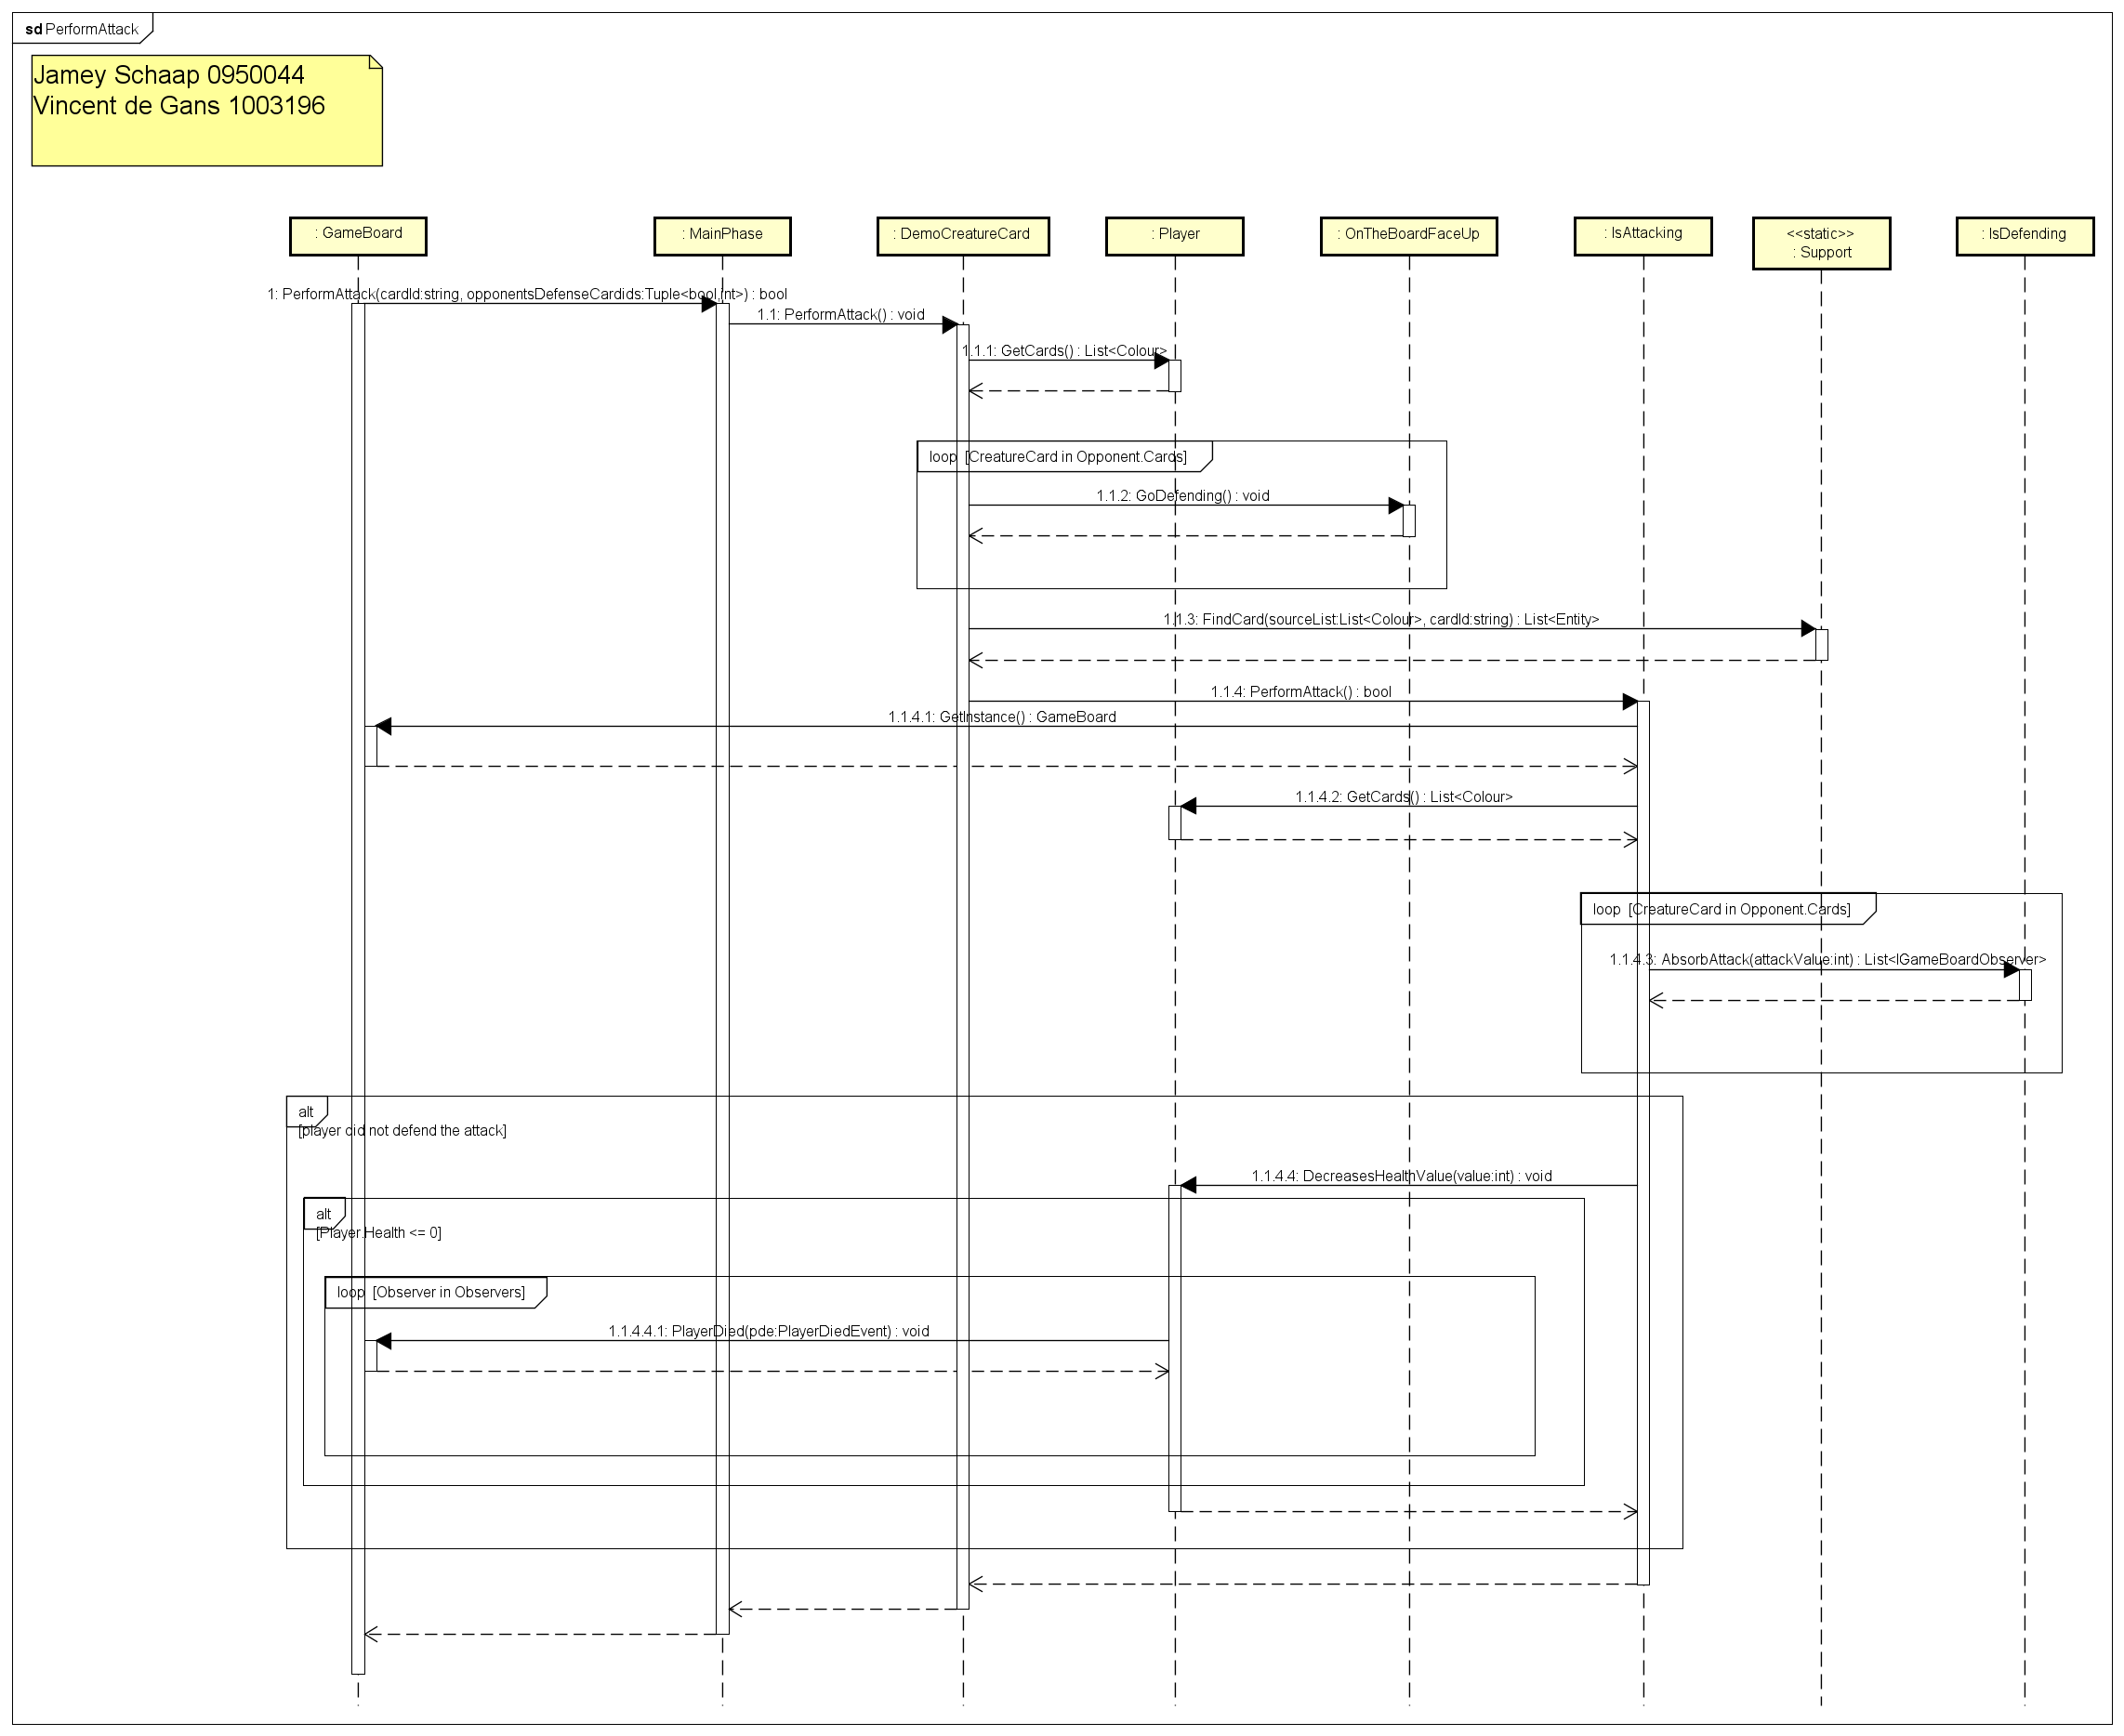 sd PerformAttack
Jamey Schaap 0950044
Vincent de Gans 1003196
: GameBoard
: MainPhase
: DemoCreatureCard
: Player
: OnTheBoardFaceUp
: IsAttacking
<<static>>
: Support
: IsDefending
1: PerformAttack(cardId:string, opponentsDefenseCardids:Tuple<bool,int>) : bool
1.1: PerformAttack() : void
1.1.1: GetCards() : List<Colour>
loop [CreatureCard in Opponent.Cards]
1.1.2: GoDefending() : void
1.1.3: FindCard(sourceList:List<Colour>, cardId:string) : List<Entity>
1.1.4: PerformAttack() : bool
1.1.4.1: GetInstance() : GameBoard
1.1.4.2: GetCards() : List<Colour>
loop [CreatureCard in Opponent.Cards]
1.1.4.3: AbsorbAttack(attackValue:int) : List<IGameBoardObserver>
alt
[player did not defend the attack]
1.1.4.4: DecreasesHealthValue(value:int) : void
alt
[Player.Health <= 0]
loop [Observer in Observers]
1.1.4.4.1: PlayerDied(pde:PlayerDiedEvent) : void